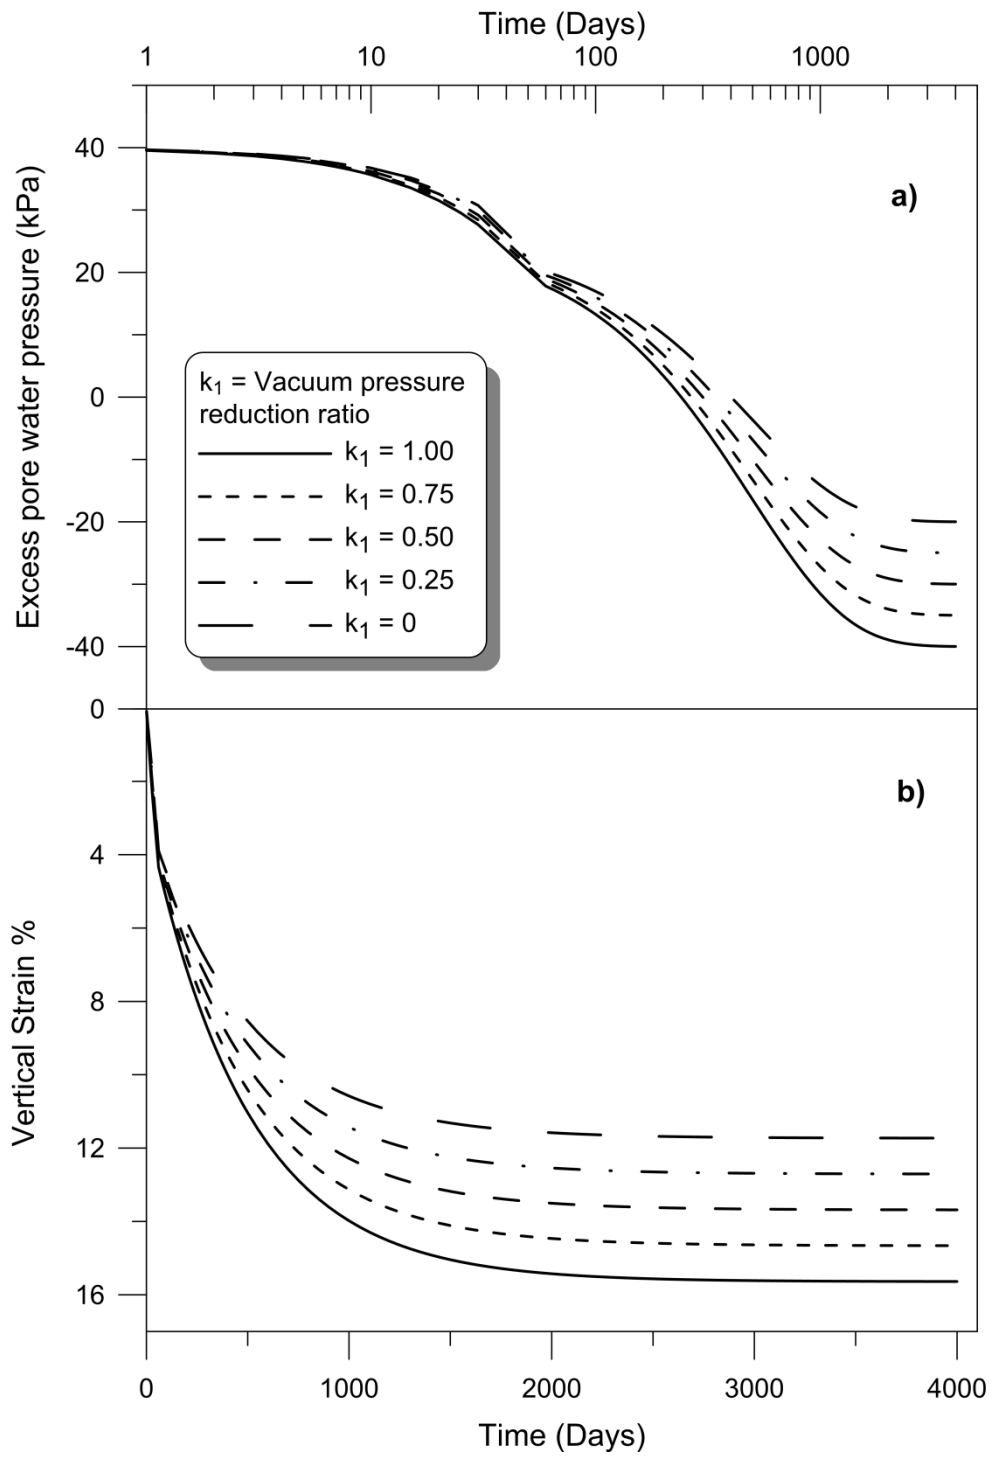 Time (Days)
1 10 100 1000
40
20
0
-20
-40
Excess pore water pressure (kPa)
a)
k₁ = Vacuum pressure
reduction ratio
k₁ = 1.00
k₁ = 0.75
k₁ = 0.50
k₁ = 0.25
k₁ = 0
0
4
8
12
16
Vertical Strain %
b)
0 1000 2000 3000 4000
Time (Days)